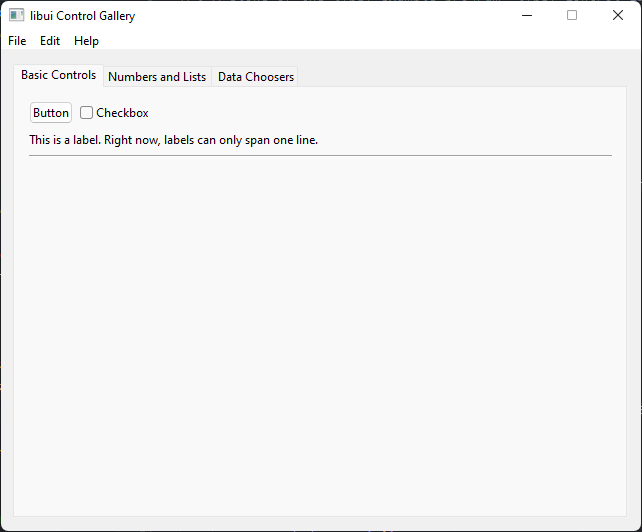 libui Control Gallery
File Edit Help
Basic Controls Numbers and Lists Data Choosers
Button Checkbox
This is a label. Right now, labels can only span one line.